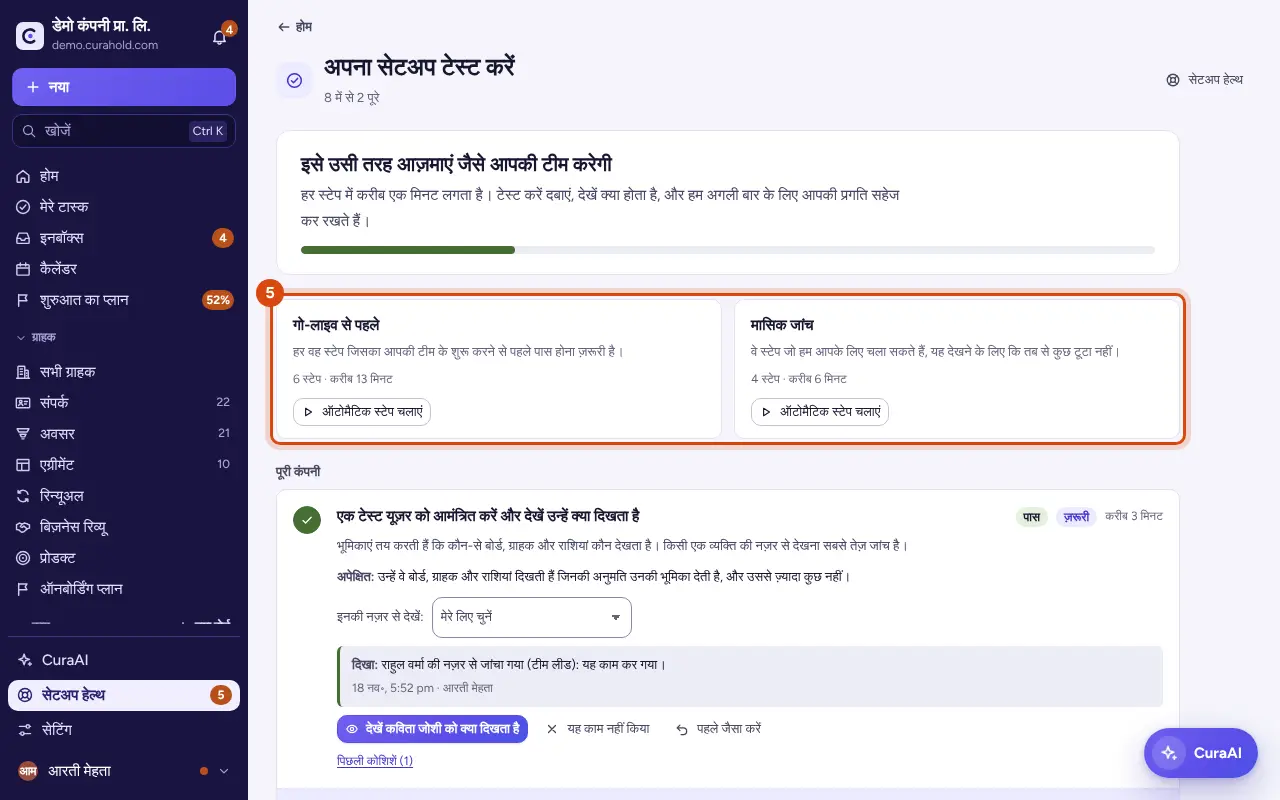 डेमो कंपनी प्रा. लि.
demo.curahold.com
4
नया
खोजें
Ctrl K
होम
मेरे टास्क
इनबॉक्स
4
कैलेंडर
शुरुआत का प्लान
52%
ग्राहक
सभी ग्राहक
संपर्क
22
अवसर
21
एग्रीमेंट
10
रिन्यूअल
बिज़नेस रिव्यू
प्रोडक्ट
ऑनबोर्डिंग प्लान
CuraAI
सेटअप हेल्थ
5
सेटिंग
आम
आरती मेहता
होम
अपना सेटअप टेस्ट करें
8 में से 2 पूरे
सेटअप हेल्थ
इसे उसी तरह आज़माएं जैसे आपकी टीम करेगी
हर स्टेप में करीब एक मिनट लगता है। टेस्ट करें दबाएं, देखें क्या होता है, और हम अगली बार के लिए आपकी प्रगति सहेज
कर रखते हैं।
5
गो-लाइव से पहले
हर वह स्टेप जिसका आपकी टीम के शुरू करने से पहले पास होना ज़रूरी है।
6 स्टेप · करीब 13 मिनट
ऑटोमैटिक स्टेप चलाएं
मासिक जांच
वे स्टेप जो हम आपके लिए चला सकते हैं, यह देखने के लिए कि तब से कुछ टूटा नहीं।
4 स्टेप · करीब 6 मिनट
ऑटोमैटिक स्टेप चलाएं
पूरी कंपनी
एक टेस्ट यूज़र को आमंत्रित करें और देखें उन्हें क्या दिखता है
पास
ज़रूरी
करीब 3 मिनट
भूमिकाएं तय करती हैं कि कौन-से बोर्ड, ग्राहक और राशियां कौन देखता है। किसी एक व्यक्ति की नज़र से देखना सबसे तेज़ जांच है।
अपेक्षित: उन्हें वे बोर्ड, ग्राहक और राशियां दिखती हैं जिनकी अनुमति उनकी भूमिका देती है, और उससे ज़्यादा कुछ नहीं।
इनकी नज़र से देखें:
मेरे लिए चुनें
दिखा: राहुल वर्मा की नज़र से जांचा गया (टीम लीड): यह काम कर गया।
18 नव॰, 5:52 pm · आरती मेहता
देखें कविता जोशी को क्या दिखता है
यह काम नहीं किया
पहले जैसा करें
पिछली कोशिशें (1)
CuraAI